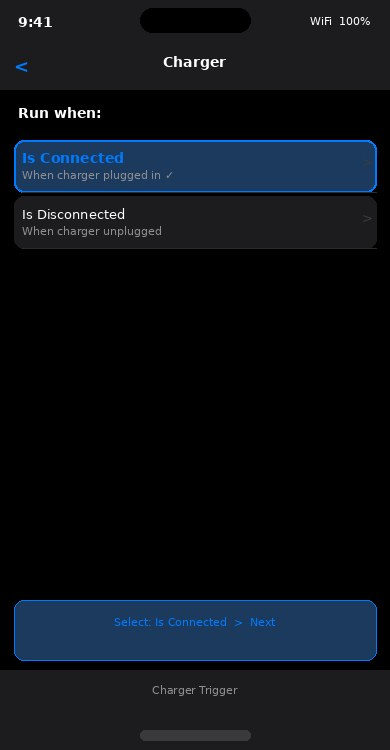 9:41
WiFi 100%
<
Charger
Run when:
Is Connected
>
When charger plugged in ✓
Is Disconnected
>
When charger unplugged
Select: Is Connected > Next
Charger Trigger